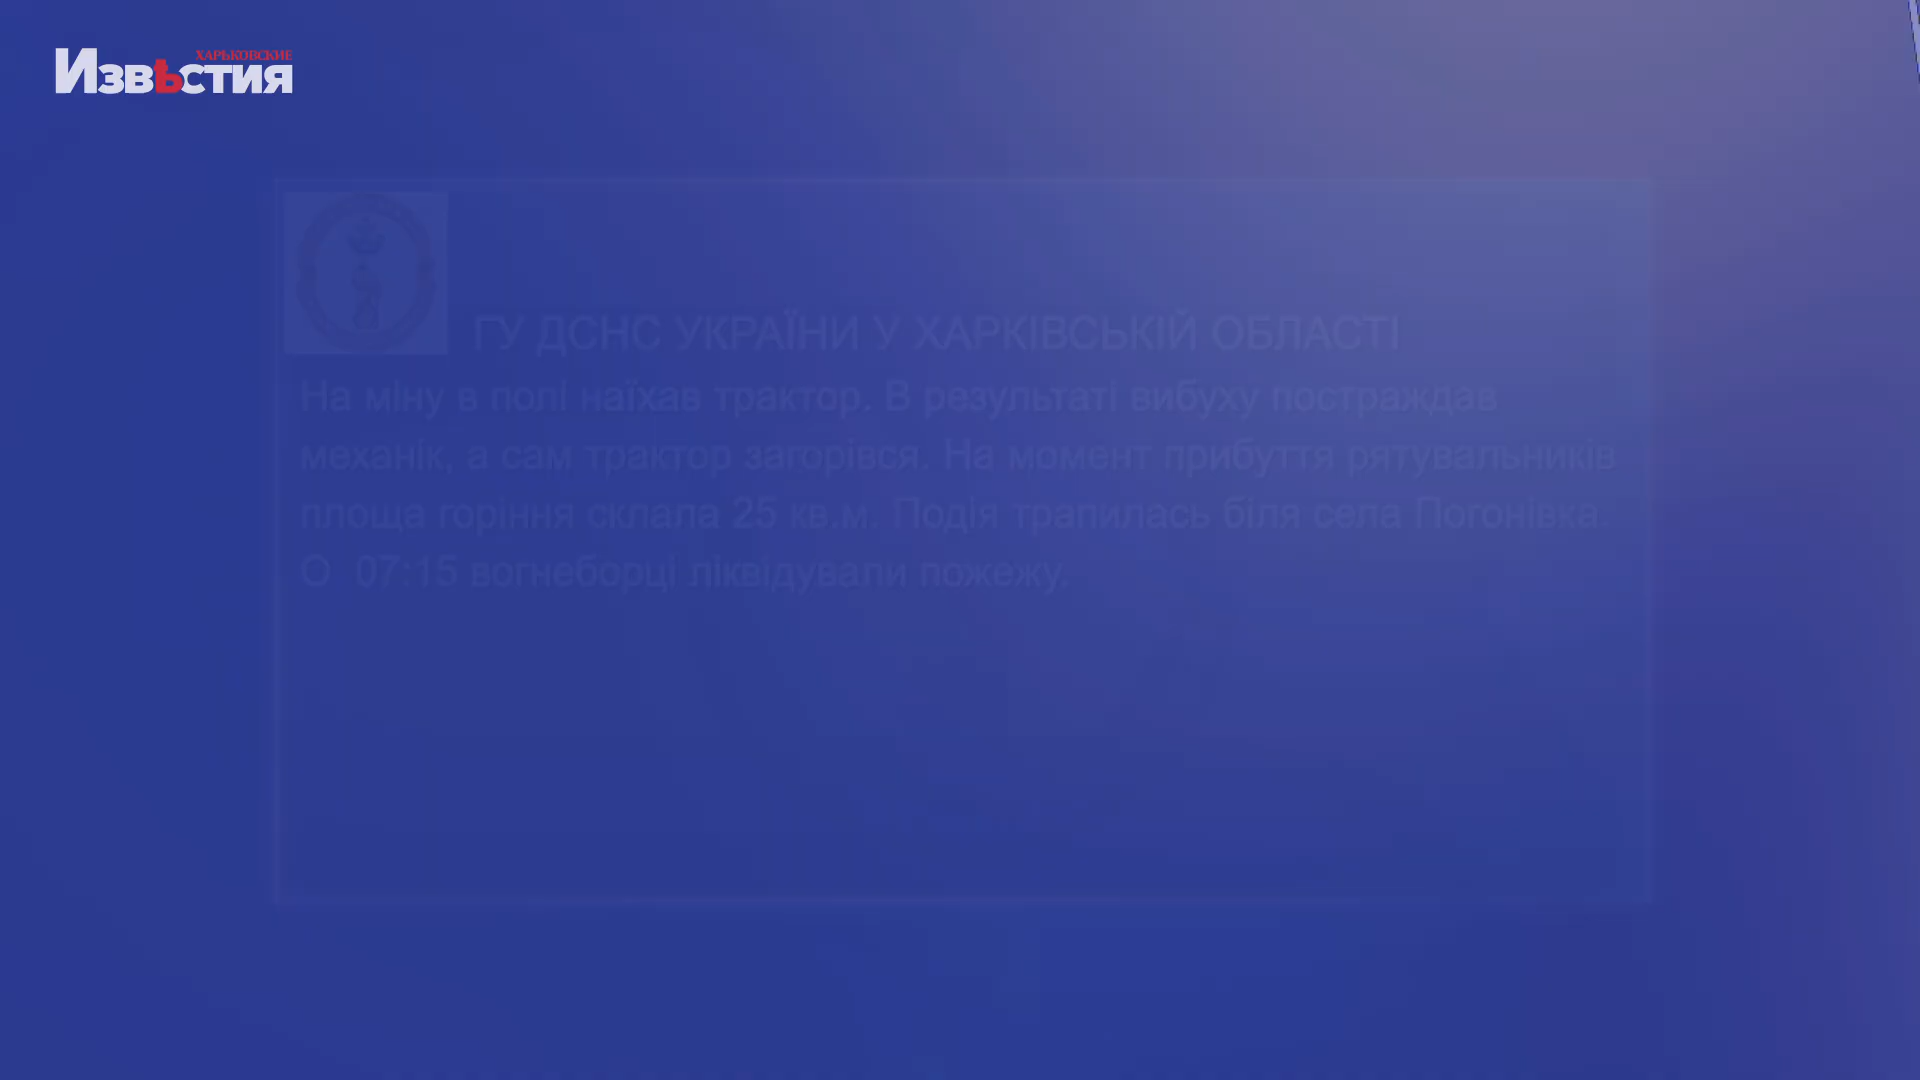 ХАРЬКОВСКИЕ
ИзвѢстия
ГУ ДСНС УКРАЇНИ У ХАРКІВСЬКІЙ ОБЛАСТІ
На міну в полі наїхав трактор. В результаті вибуху постраждав
механік, а сам трактор загорівся. На момент прибуття рятувальників
площа горіння склала 25 кв.м. Подія трапилась біля села Погонівка.
О 07:15 вогнеборці ліквідували пожежу.